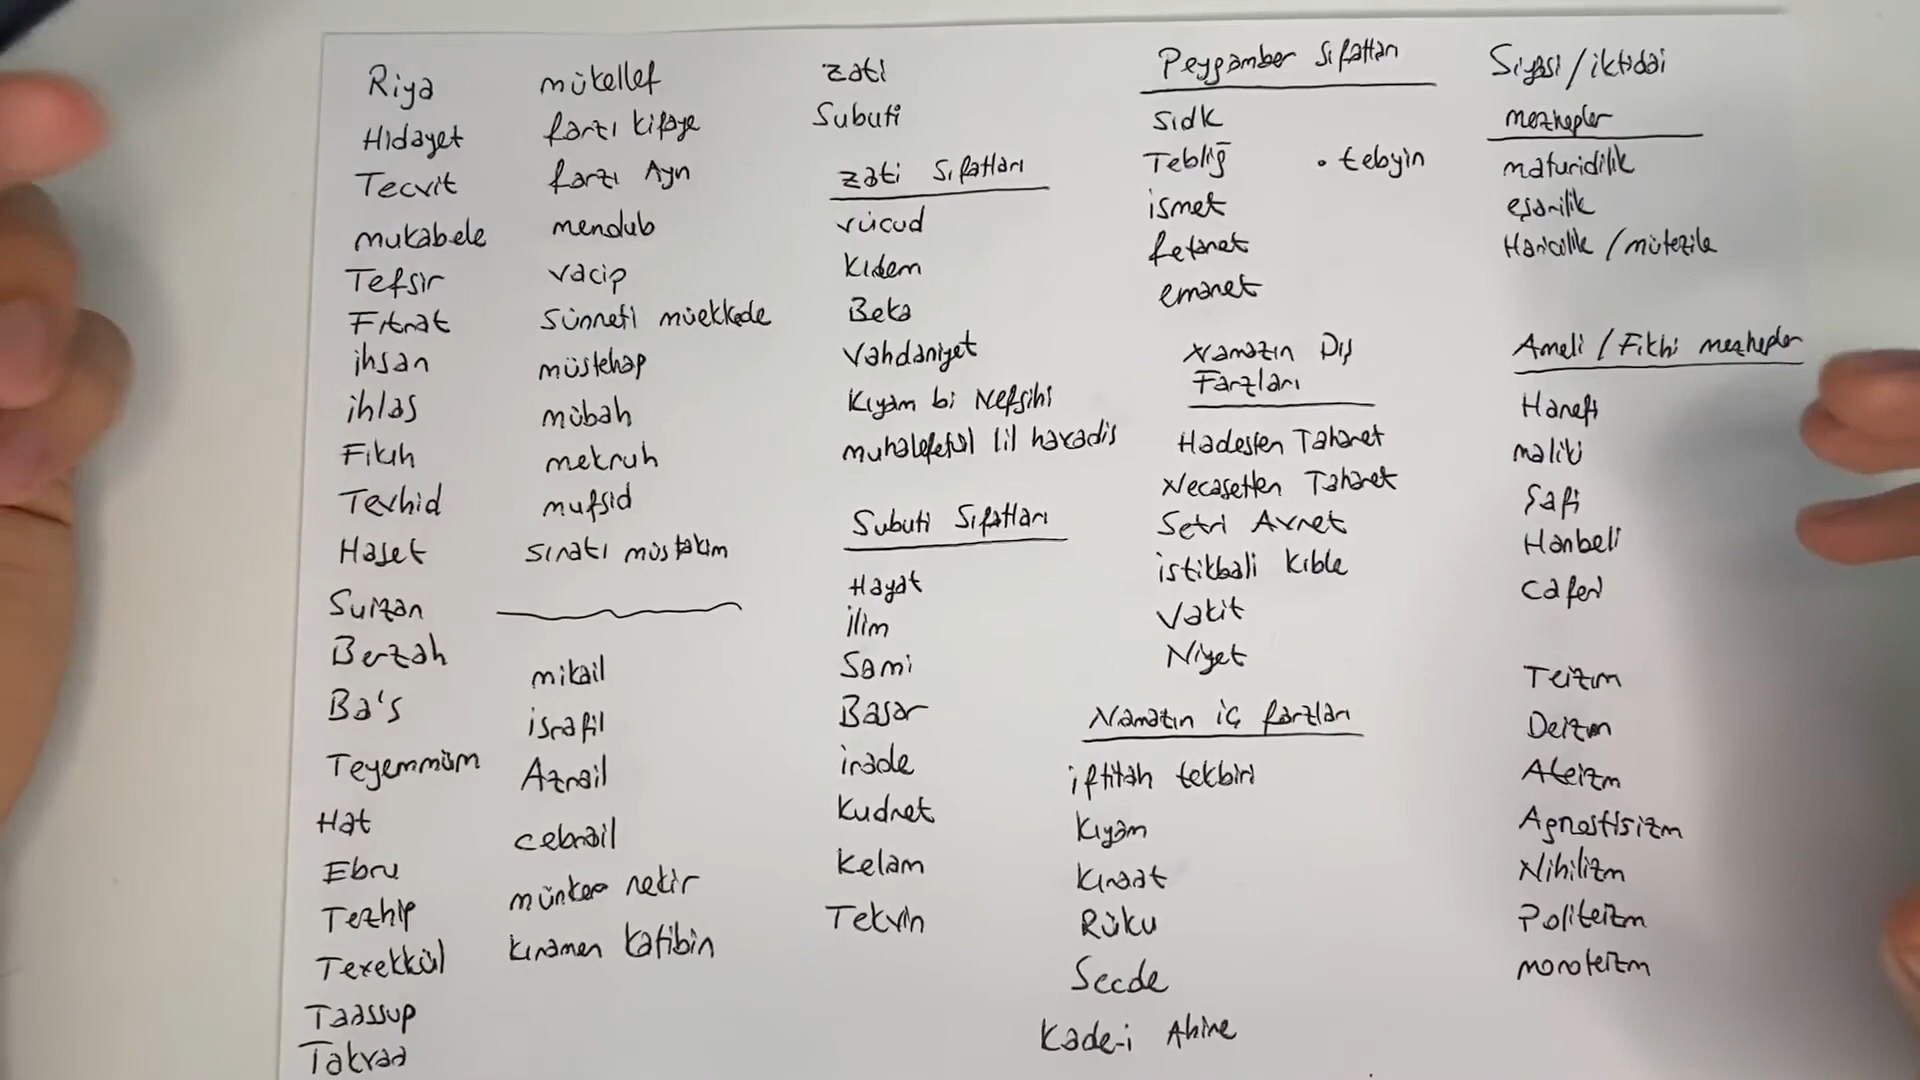 Riya
Hidayet
Tecvit
mukabele
Tefsir
Fıtrat
ihsan
ihlas
Fıkıh
Tevhid
Haset
Suizan
Berzah
Ba's
Teyemmüm
Hat
Ebru
Tezhip
Tevekkül
Taassup
Takvaa
mükellef
farzı kifaye
farzı Ayn
mendub
vacip
Sünneti müekkede
müstehap
mübah
mekruh
mufsid
sıratı müstakim
mikail
israfil
Azrail
cebrail
münker nekir
kıramen katibin
zati
Subuti
zati Sıfatları
vücud
Kıdem
Beka
Vahdaniyet
Kıyam bi Nefsihi
muhalefetül lil havadis
Subuti Sıfatları
Hayat
ilim
Sami
Basar
irade
Kudret
Kelam
Tekvin
Peygamber Sıfatları
Sıdk
Tebliğ • tebyin
ismet
fetanet
emanet
Namazın Dış
Farzları
Hadesten Taharet
Necasetten Taharet
Setri Avret
istikbali Kıble
Vakit
Niyet
Namazın iç farzları
iftitah tekbiri
Kıyam
Kıraat
Rüku
Secde
Kade-i Ahire
Siyasi / iktidai
mezhepler
maturidilik
eşarilik
Haricilik / mütezile
Ameli / Fıkhi mezhepler
Hanefi
maliki
Şafi
Hanbeli
Caferi
Teizm
Deizm
Ateizm
Agnostisizm
Nihilizm
Politeizm
monoteizm